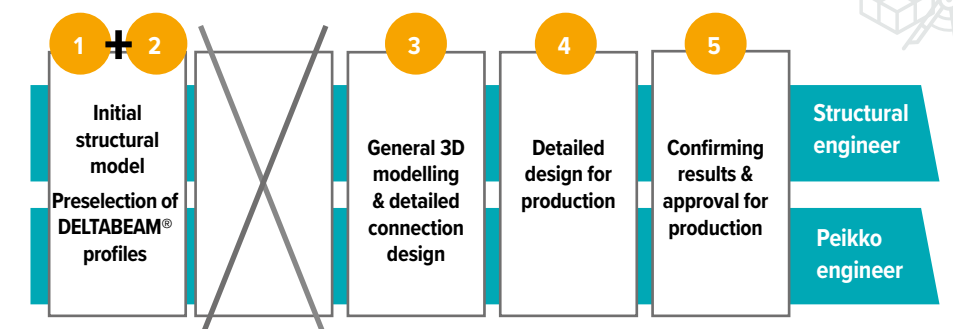 1 + 2
Initial
structural
model
Preselection of
DELTABEAM®
profiles
3
General 3D
modelling
& detailed
connection
design
4
Detailed
design for
production
5
Confirming
results &
approval for
production
Structural
engineer
Peikko
engineer